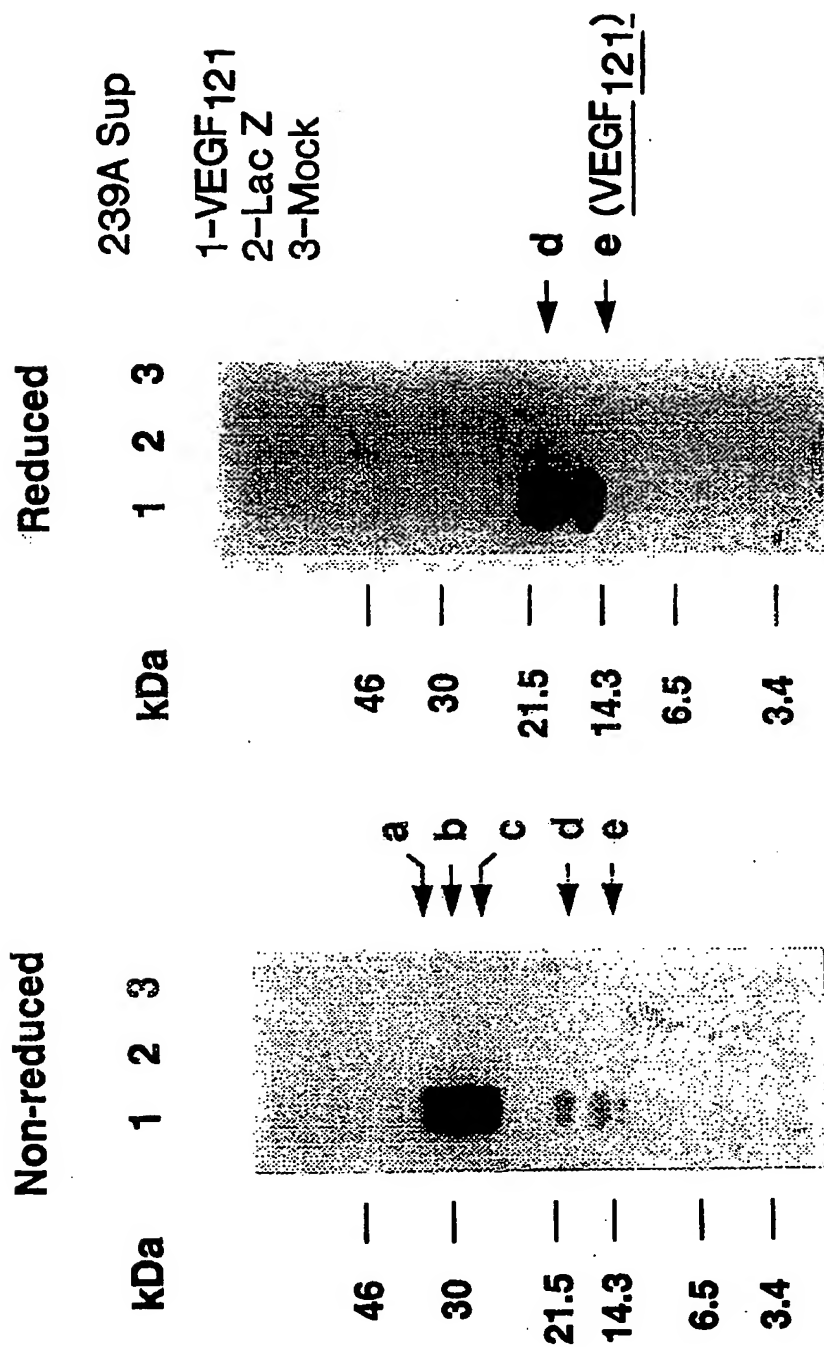 Non-reduced
kDa 1 2 3
46
30
21.5
14.3
6.5
3.4
a
b
c
d
e
Reduced
kDa 1 2 3
46
30
21.5
14.3
6.5
3.4
d
e (VEGF121)
239A Sup
1-VEGF121
2-Lac Z
3-Mock